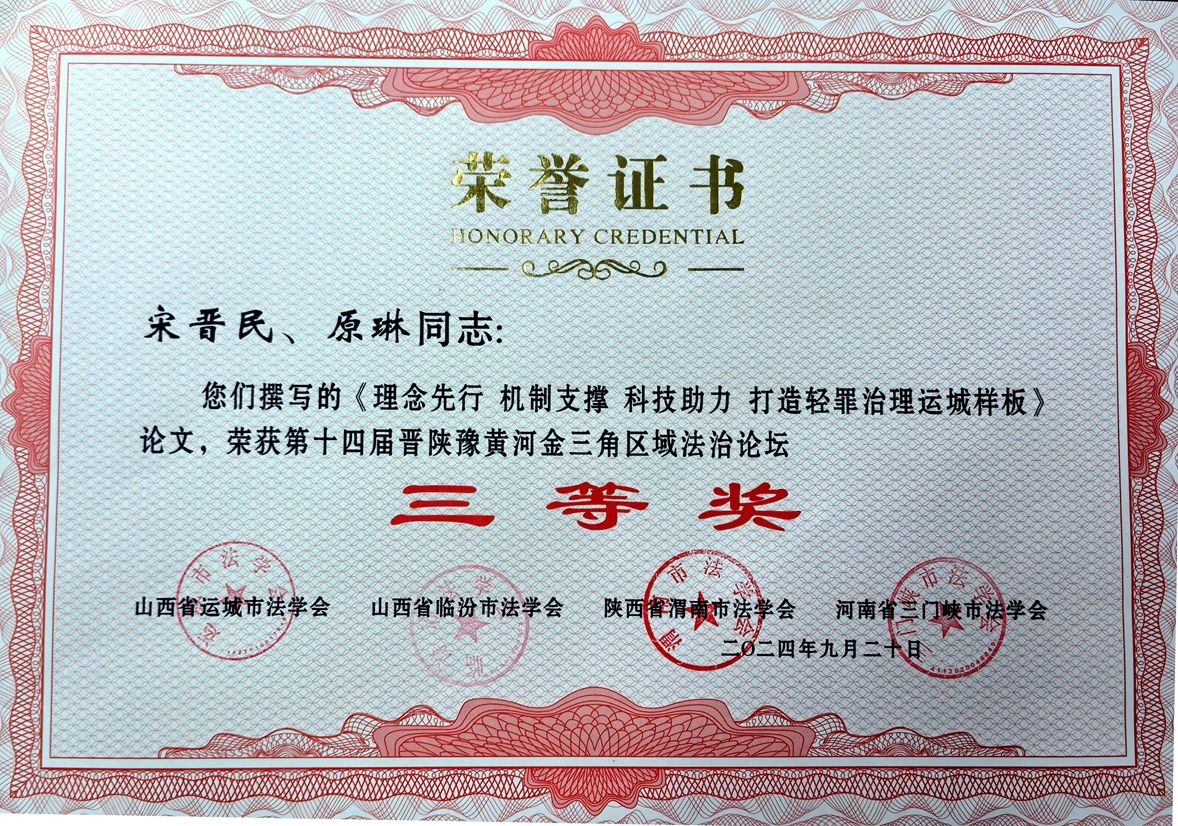 荣誉证书
HONORARY CREDENTIAL
宋晋民、原琳同志:
您们撰写的《理念先行 机制支撑 科技助力 打造轻罪治理运城样板》
论文，荣获第十四届晋陕豫黄河金三角区域法治论坛
三等奖
山西省运城市法学会 山西省临汾市法学会 陕西省渭南市法学会 河南省三门峡市法学会
二〇二四年九月二十日